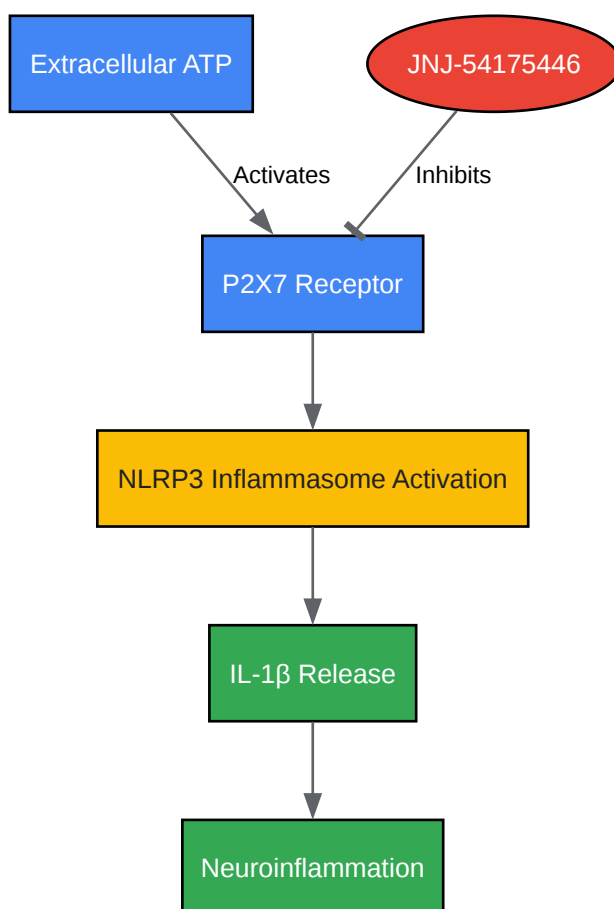 Extracellular ATP
JNJ-54175446
Activates
Inhibits
P2X7 Receptor
NLRP3 Inflammasome Activation
IL-1β Release
Neuroinflammation